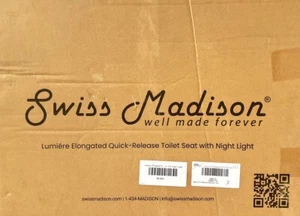 Swiss Madison®
well made forever
Lumiére Elongated Quick-Release Toilet Seat with Night Light
swissmadison.com | 1-434-MADISON | info@swissmadison.com